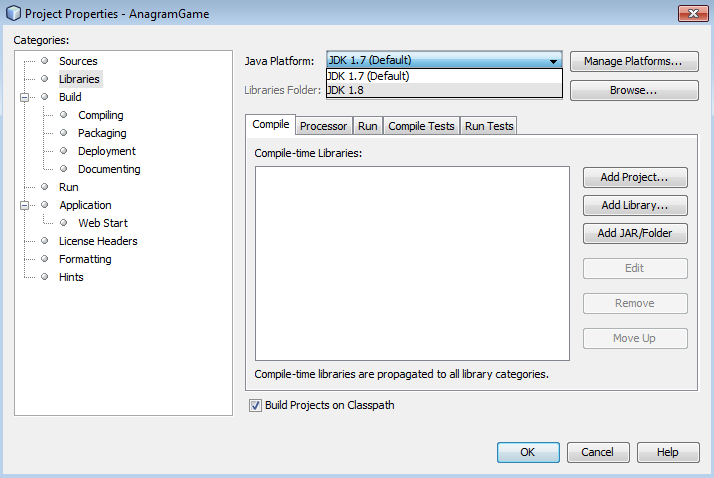 Project Properties - AnagramGame
Categories:
Sources
Libraries
Build
Compiling
Packaging
Deployment
Documenting
Run
Application
Web Start
License Headers
Formatting
Hints
Java Platform:
JDK 1.7 (Default)
Manage Platforms...
JDK 1.7 (Default)
JDK 1.8
Libraries Folder:
Browse...
Compile
Processor
Run
Compile Tests
Run Tests
Compile-time Libraries:
Add Project...
Add Library...
Add JAR/Folder
Edit
Remove
Move Up
Compile-time libraries are propagated to all library categories.
Build Projects on Classpath
OK
Cancel
Help